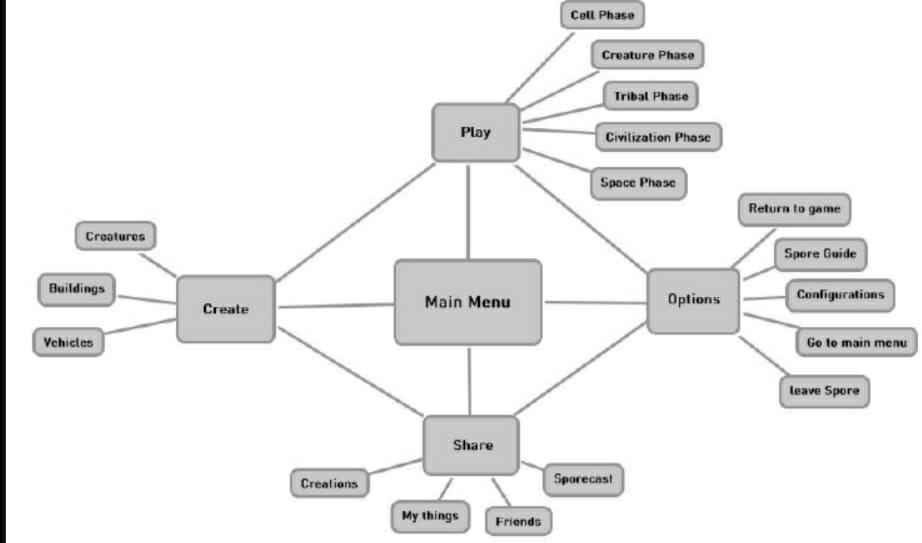 Cell Phase
Creature Phase
Tribal Phase
Play
Civilization Phase
Space Phase
Return to game
Creatures
Spore Guide
Buildings
Configurations
Create
Main Menu
Options
Vehicles
Go to main menu
leave Spore
Share
Creations
Sporecast
My things
Friends